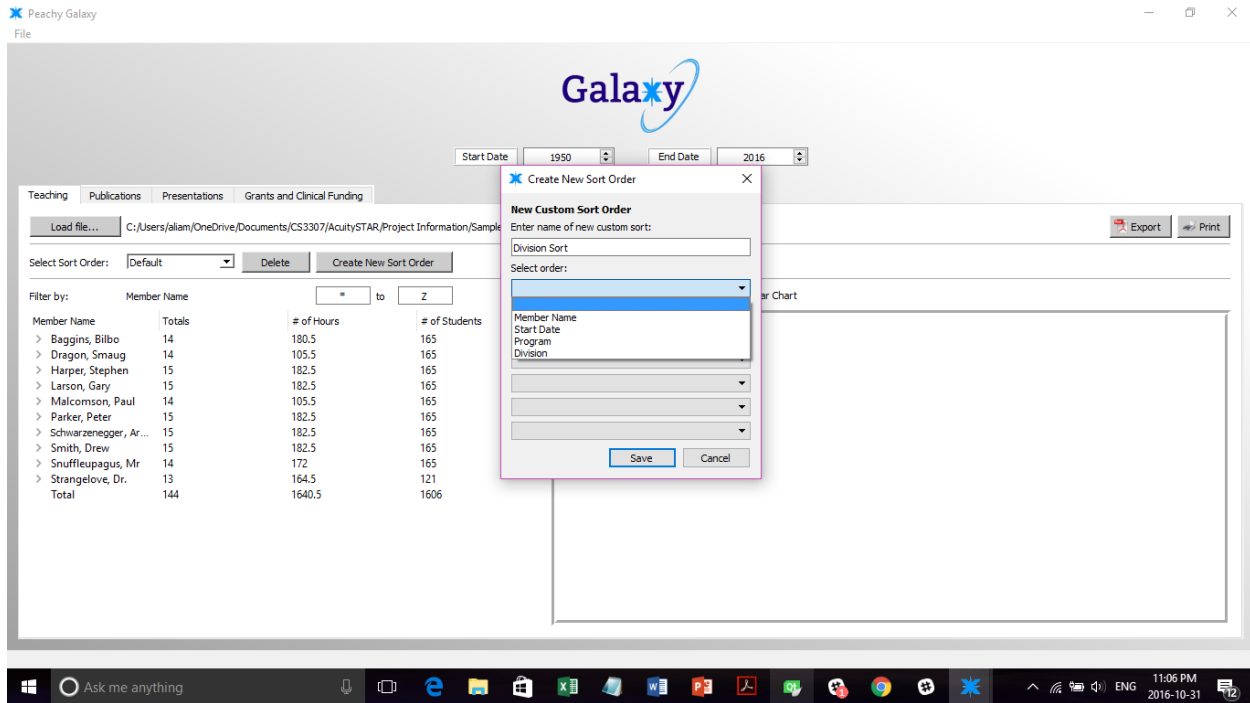 Peachy Galaxy
File
Galaxy
Start Date 1950 End Date 2016
Teaching Publications Presentations Grants and Clinical Funding
Load file... C:/Users/aliam/OneDrive/Documents/CS3307/AcuitySTAR/Project Information/Sample
Export Print
Select Sort Order: Default Delete Create New Sort Order
Filter by: Member Name * to Z
ar Chart
Member Name Totals # of Hours # of Students
Baggins, Bilbo 14 180.5 165
Dragon, Smaug 14 105.5 165
Harper, Stephen 15 182.5 165
Larson, Gary 15 182.5 165
Malcomson, Paul 14 105.5 165
Parker, Peter 15 182.5 165
Schwarzenegger, Ar... 15 182.5 165
Smith, Drew 15 182.5 165
Snuffleupagus, Mr 14 172 165
Strangelove, Dr. 13 164.5 121
Total 144 1640.5 1606
Create New Sort Order
New Custom Sort Order
Enter name of new custom sort:
Division Sort
Select order:
Member Name
Start Date
Program
Division
Save Cancel
Ask me anything
ENG
11:06 PM
2016-10-31
12